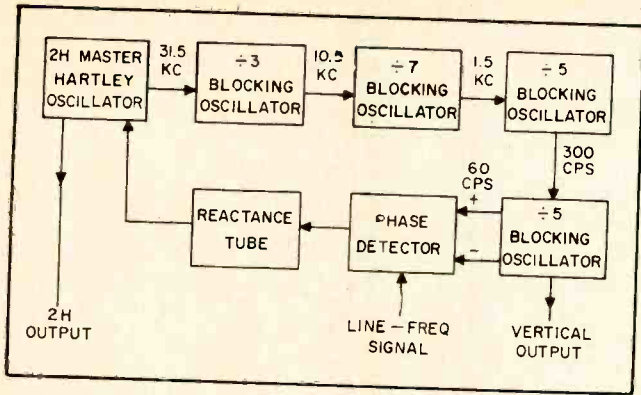 2H MASTER
HARTLEY
OSCILLATOR
31.5
KC
÷3
BLOCKING
OSCILLATOR
10.5
KC
÷7
BLOCKING
OSCILLATOR
1.5
KC
÷5
BLOCKING
OSCILLATOR
300
CPS
60
CPS
+
−
÷5
BLOCKING
OSCILLATOR
PHASE
DETECTOR
REACTANCE
TUBE
2H
OUTPUT
LINE-FREQ
SIGNAL
VERTICAL
OUTPUT